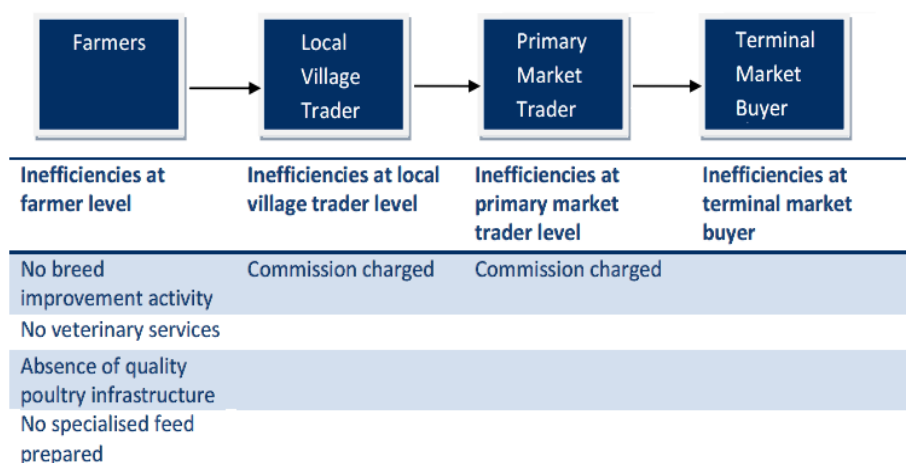 Farmers
Local
Village
Trader
Primary
Market
Trader
Terminal
Market
Buyer
Inefficiencies at
farmer level
Inefficiencies at local
village trader level
Inefficiencies at
primary market
trader level
Inefficiencies at
terminal market
buyer
No breed
improvement activity
Commission charged
Commission charged
No veterinary services
Absence of quality
poultry infrastructure
No specialised feed
prepared